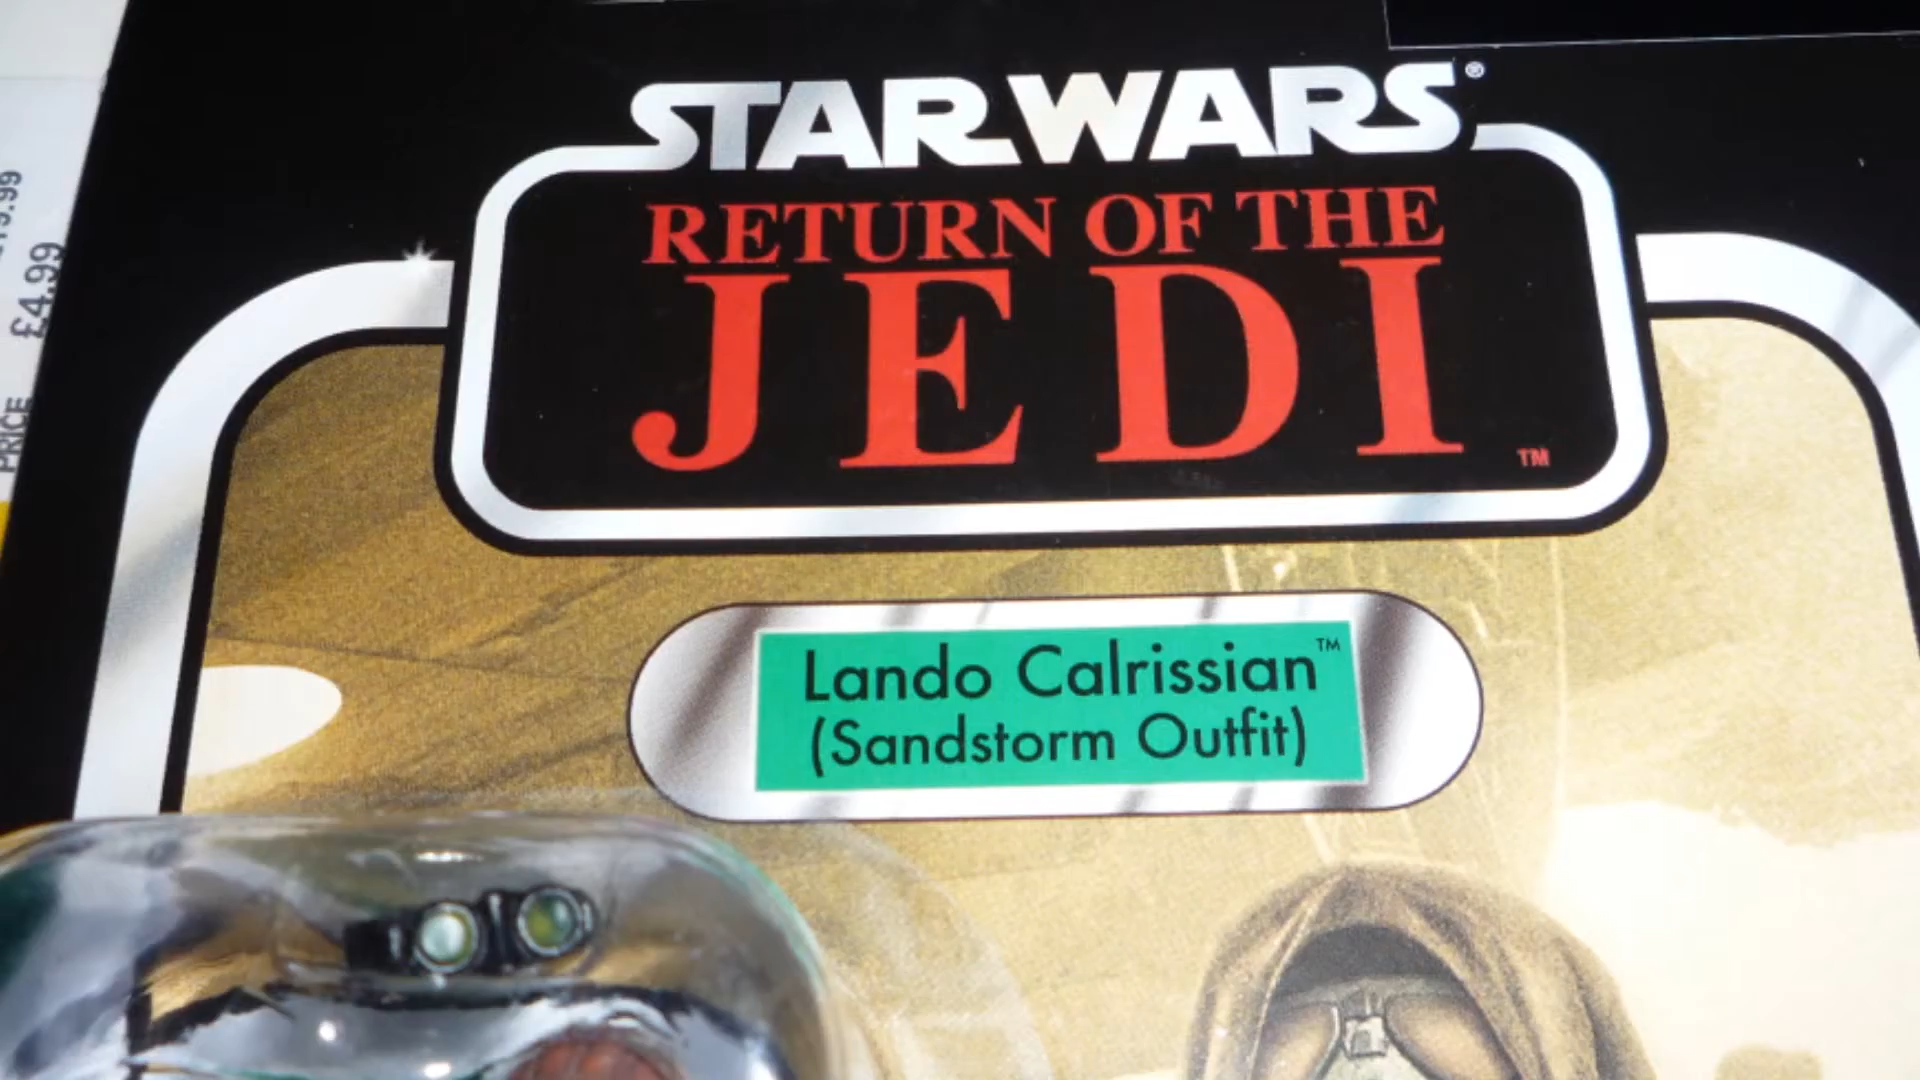 STAR WARS®
RETURN OF THE
JEDI
TM
Lando Calrissian™
(Sandstorm Outfit)
PRICE £4.99